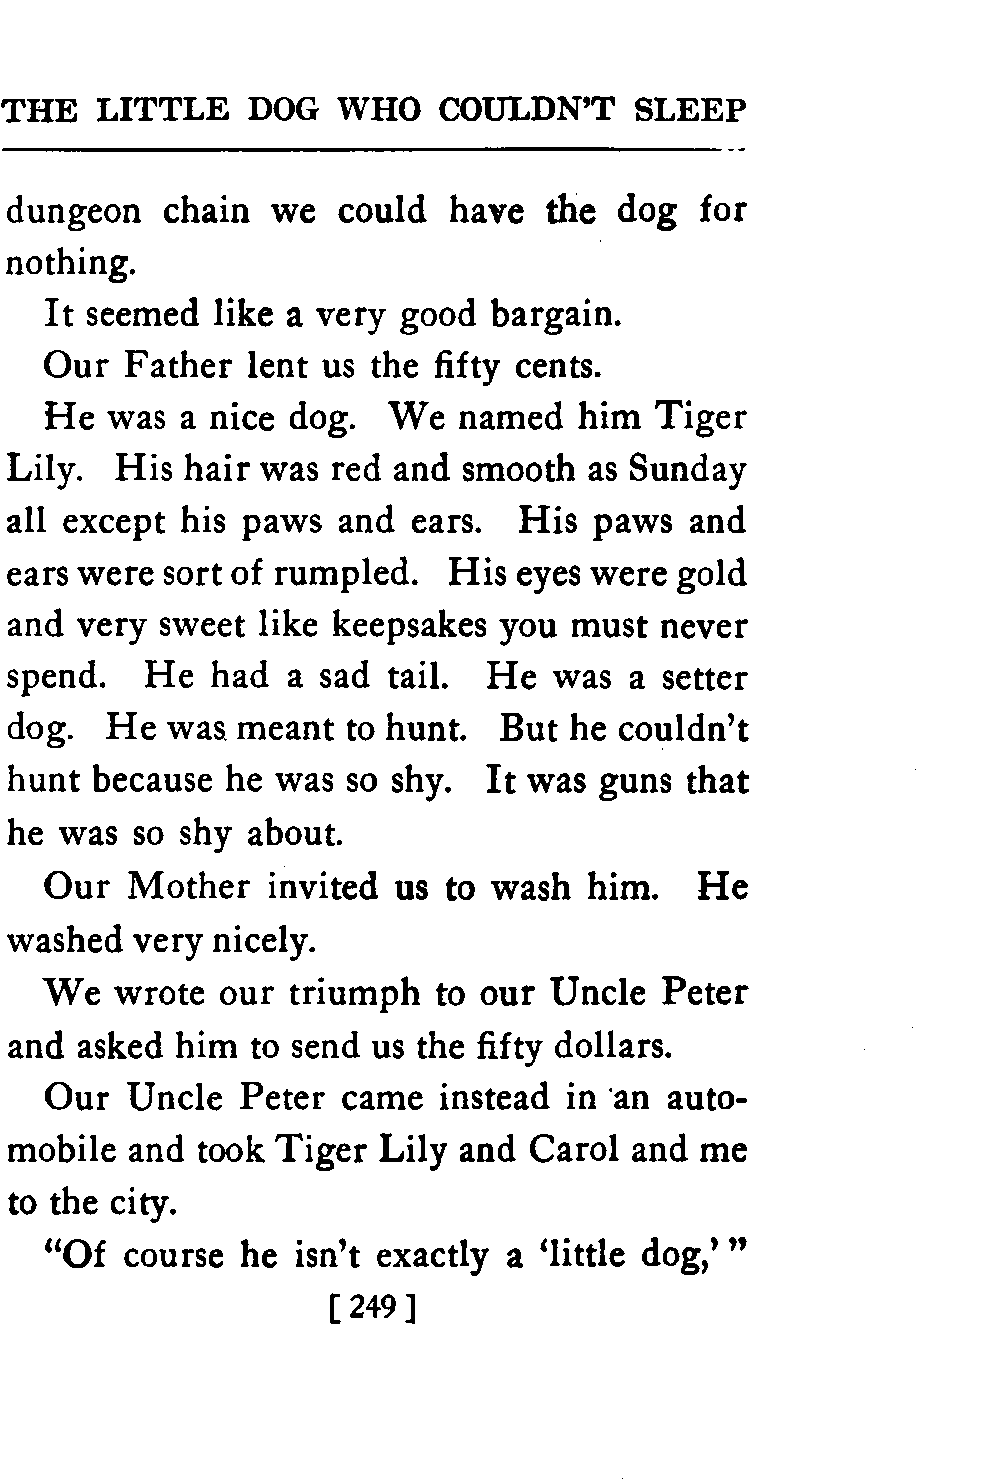 THE LITTLE DOG WHO COULDN'T SLEEP
dungeon chain we could have the dog for
nothing.
It seemed like a very good bargain.
Our Father lent us the fifty cents.
He was a nice dog. We named him Tiger
Lily. His hair was red and smooth as Sunday
all except his paws and ears. His paws and
ears were sort of rumpled. His eyes were gold
and very sweet like keepsakes you must never
spend. He had a sad tail. He was a setter
dog. He was meant to hunt. But he couldn't
hunt because he was so shy. It was guns that
he was so shy about.
Our Mother invited us to wash him. He
washed very nicely.
We wrote our triumph to our Uncle Peter
and asked him to send us the fifty dollars.
Our Uncle Peter came instead in an auto-
mobile and took Tiger Lily and Carol and me
to the city.
“Of course he isn't exactly a ‘little dog,’ ”
[ 249 ]